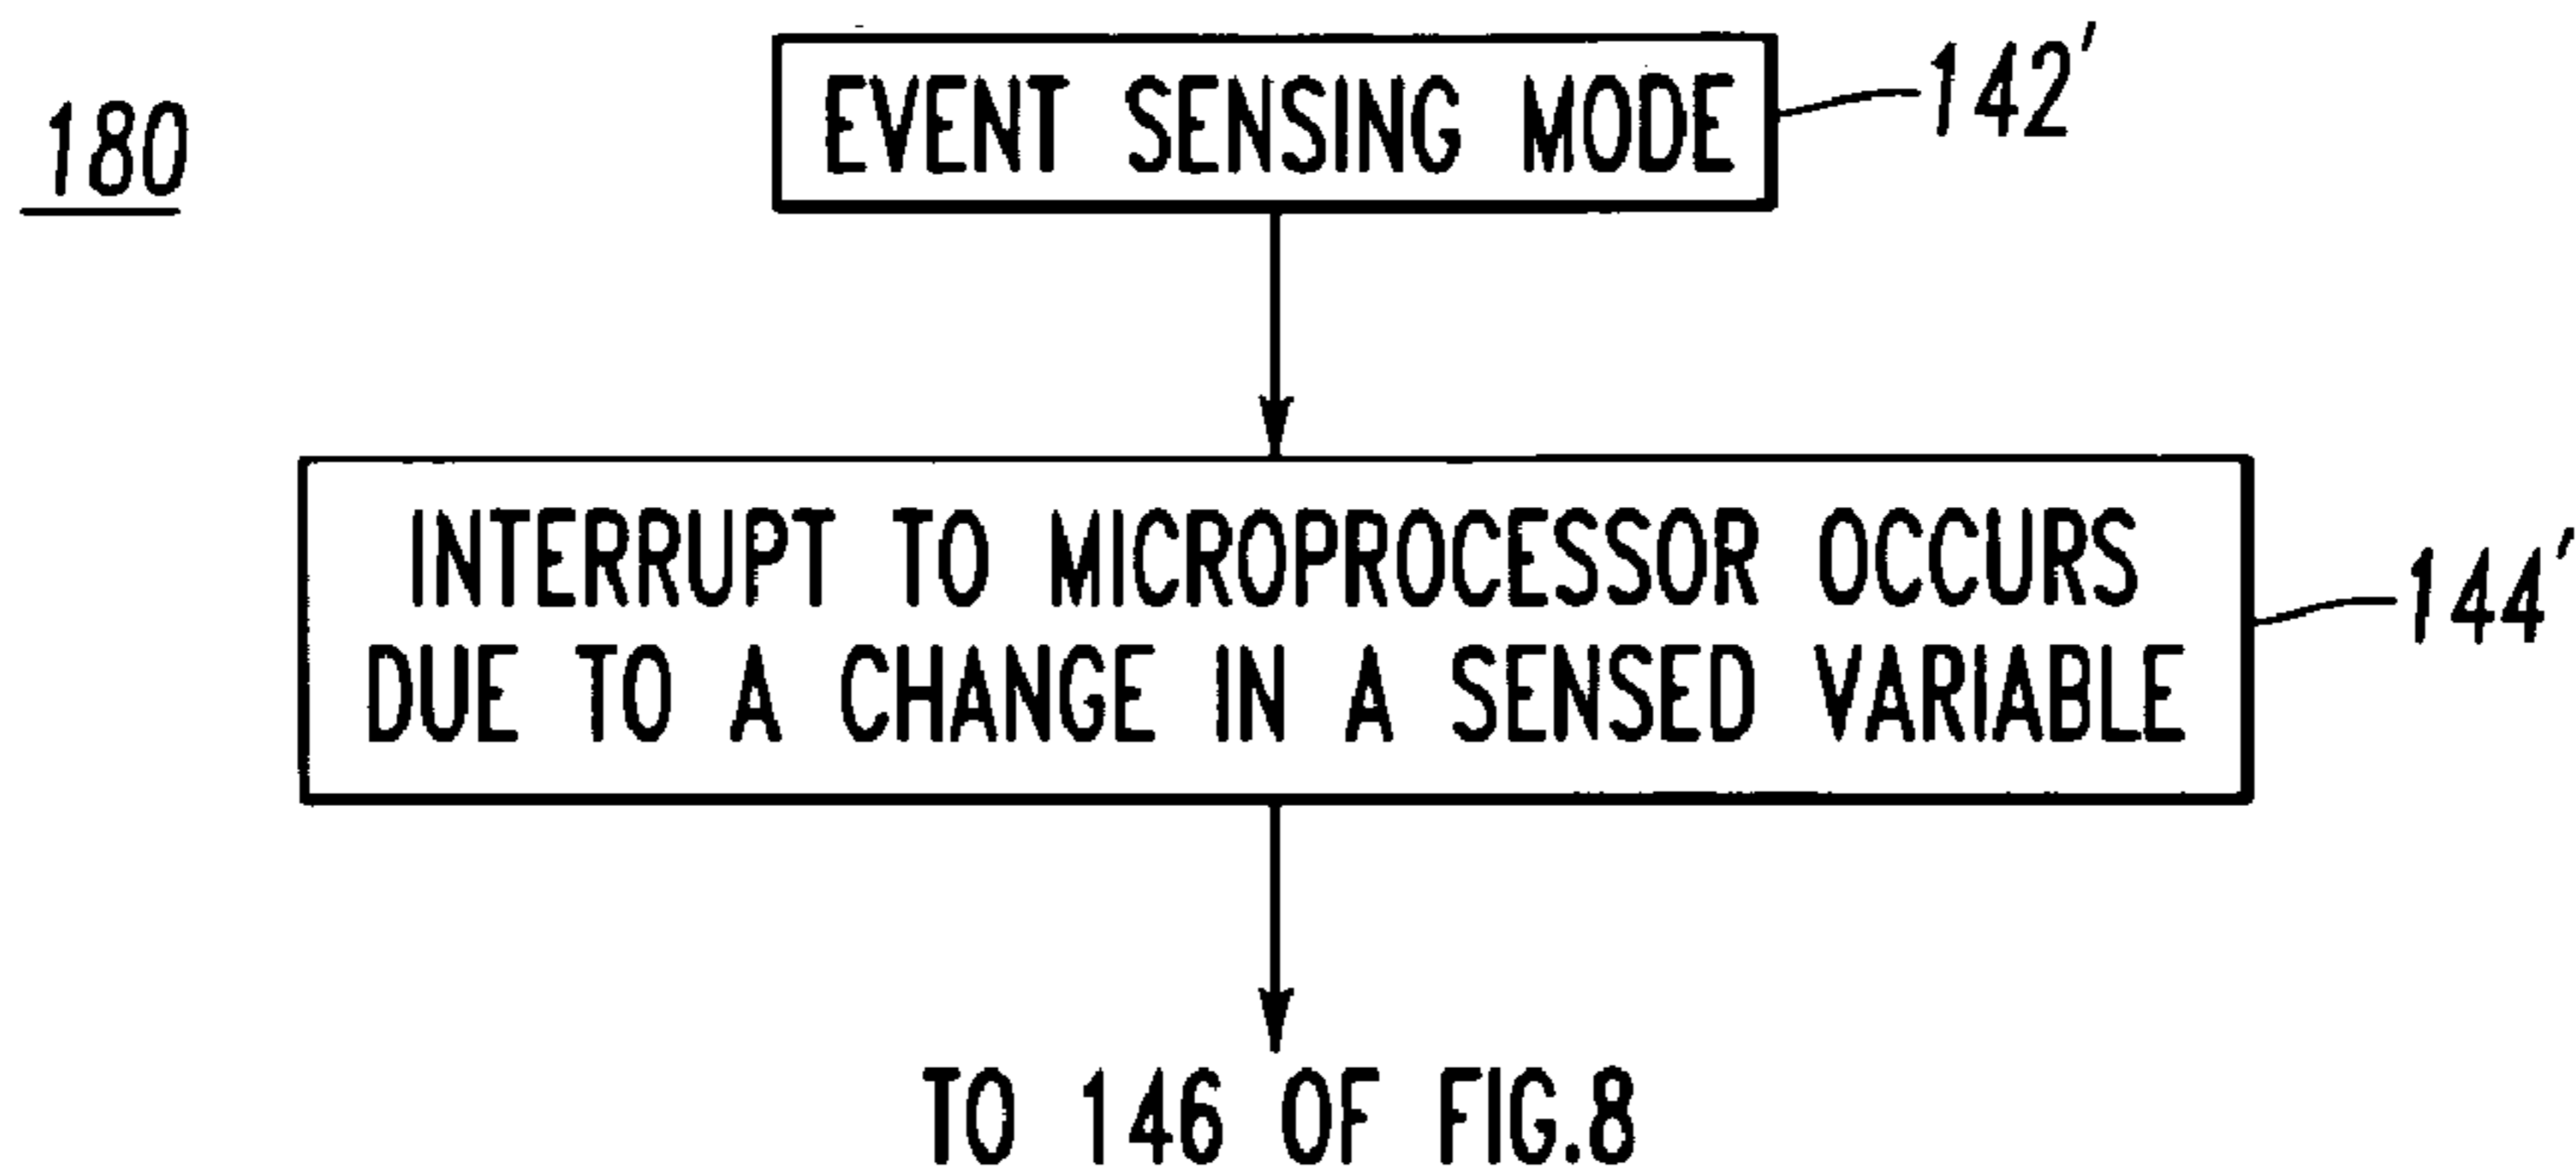 180
EVENT SENSING MODE
142'
INTERRUPT TO MICROPROCESSOR OCCURS
DUE TO A CHANGE IN A SENSED VARIABLE
144'
TO 146 OF FIG.8